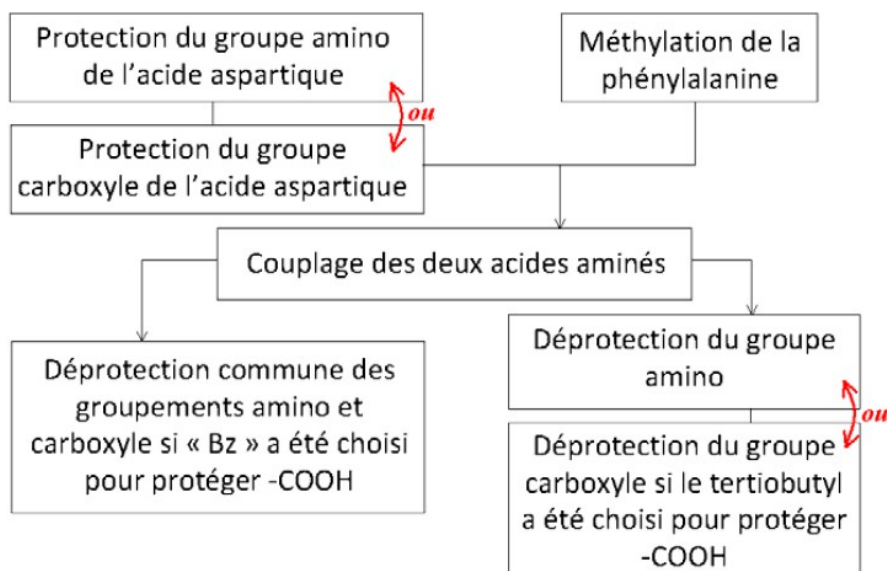 Protection du groupe amino
de l’acide aspartique
ou
Protection du groupe
carboxyle de l’acide aspartique
Méthylation de la
phénylalanine
Couplage des deux acides aminés
Déprotection commune des
groupements amino et
carboxyle si « Bz » a été choisi
pour protéger -COOH
Déprotection du groupe
amino
ou
Déprotection du groupe
carboxyle si le tertiobutyl
a été choisi pour protéger
-COOH